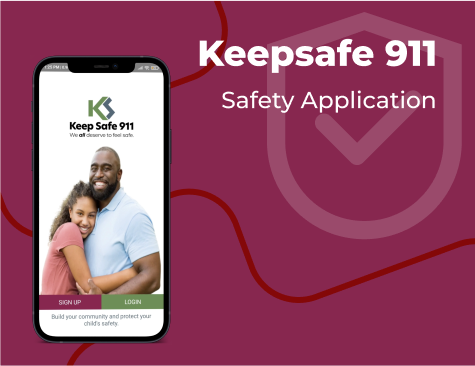 Keepsafe 911
Safety Application
KS
Keep Safe 911
We all deserve to feel safe.
SIGN UP
LOGIN
Build your community and protect your
child's safety.